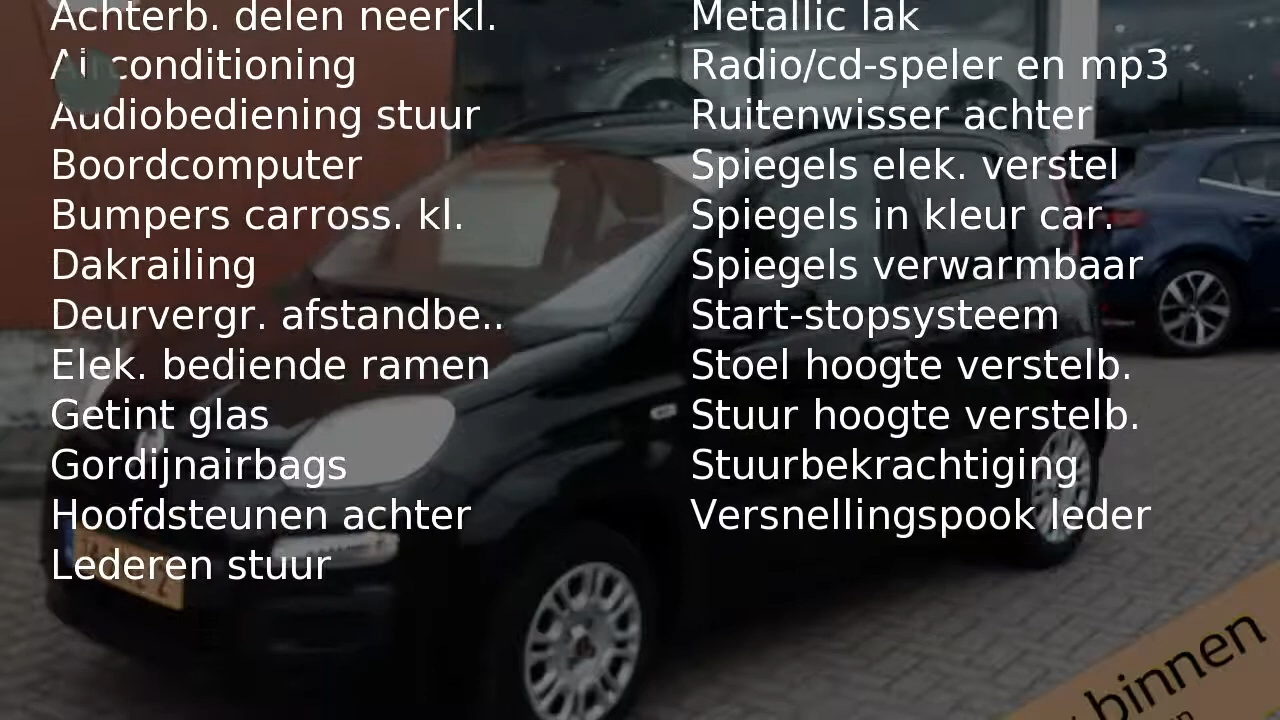 Achterb. delen neerkl.
Airconditioning
Audiobediening stuur
Boordcomputer
Bumpers carross. kl.
Dakrailing
Deurvergr. afstandbe..
Elek. bediende ramen
Getint glas
Gordijnairbags
Hoofdsteunen achter
Lederen stuur
Metallic lak
Radio/cd-speler en mp3
Ruitenwisser achter
Spiegels elek. verstel
Spiegels in kleur car.
Spiegels verwarmbaar
Start-stopsysteem
Stoel hoogte verstelb.
Stuur hoogte verstelb.
Stuurbekrachtiging
Versnellingspook leder
binnen